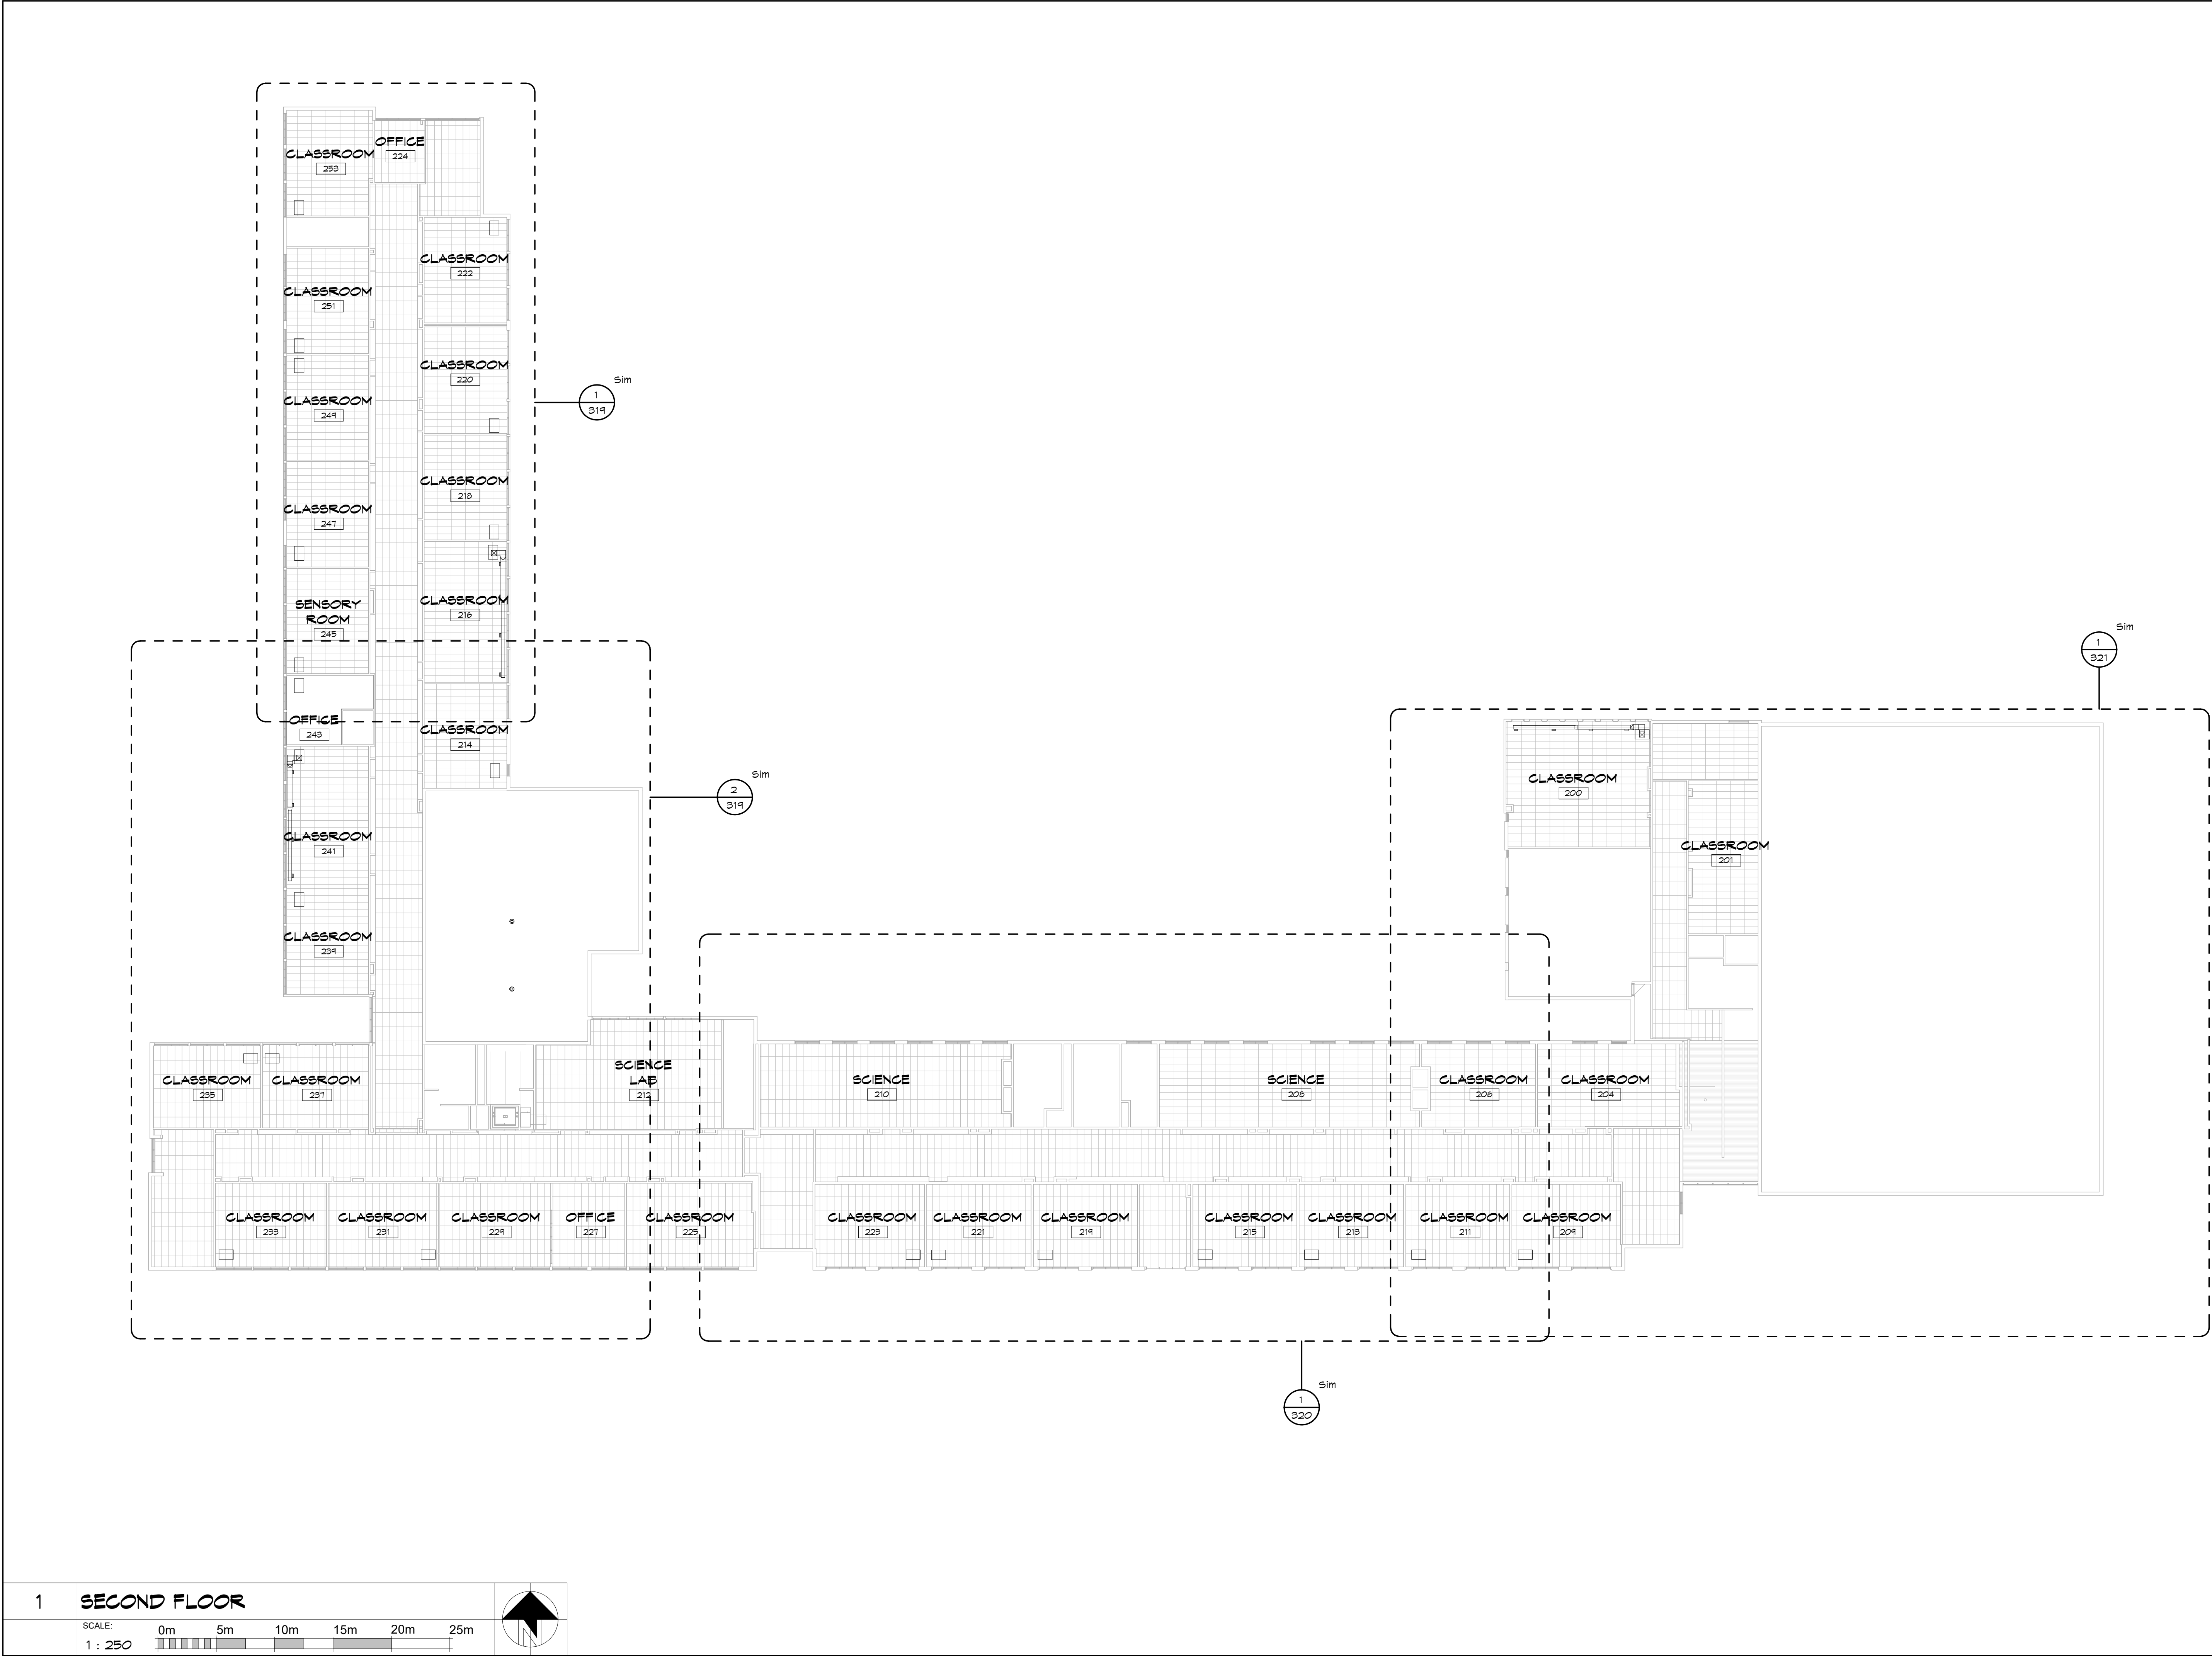 CLASSROOM
253
OFFICE
224
CLASSROOM
222
CLASSROOM
251
CLASSROOM
220
Sim
1
319
CLASSROOM
249
CLASSROOM
218
CLASSROOM
247
CLASSROOM
216
SENSORY
ROOM
245
OFFICE
243
CLASSROOM
214
Sim
2
319
CLASSROOM
241
CLASSROOM
239
Sim
1
321
CLASSROOM
200
CLASSROOM
201
CLASSROOM
235
CLASSROOM
237
SCIENCE
LAB
212
SCIENCE
210
SCIENCE
208
CLASSROOM
206
CLASSROOM
204
CLASSROOM
233
CLASSROOM
231
CLASSROOM
229
OFFICE
227
CLASSROOM
225
CLASSROOM
223
CLASSROOM
221
CLASSROOM
219
CLASSROOM
215
CLASSROOM
213
CLASSROOM
211
CLASSROOM
209
Sim
1
320
1
SECOND FLOOR
SCALE:
1 : 250
0m 5m 10m 15m 20m 25m
N